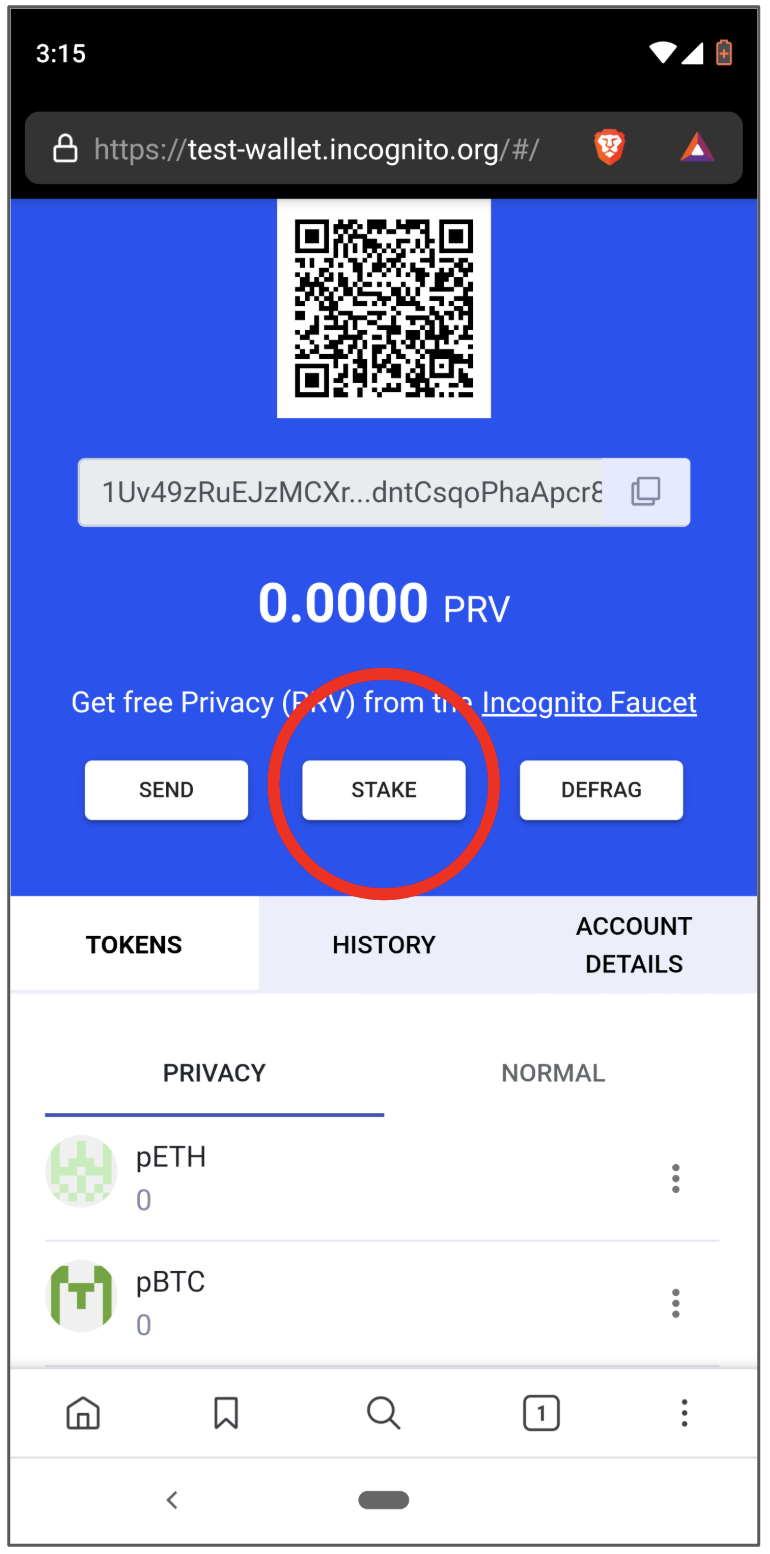 3:15
https://test-wallet.incognito.org/#/
1Uv49zRuEJzMCXr...dntCsqoPhaApcr8
0.0000 PRV
Get free Privacy (PRV) from the Incognito Faucet
SEND STAKE DEFRAG
TOKENS HISTORY ACCOUNT DETAILS
PRIVACY NORMAL
pETH
0
pBTC
0
1